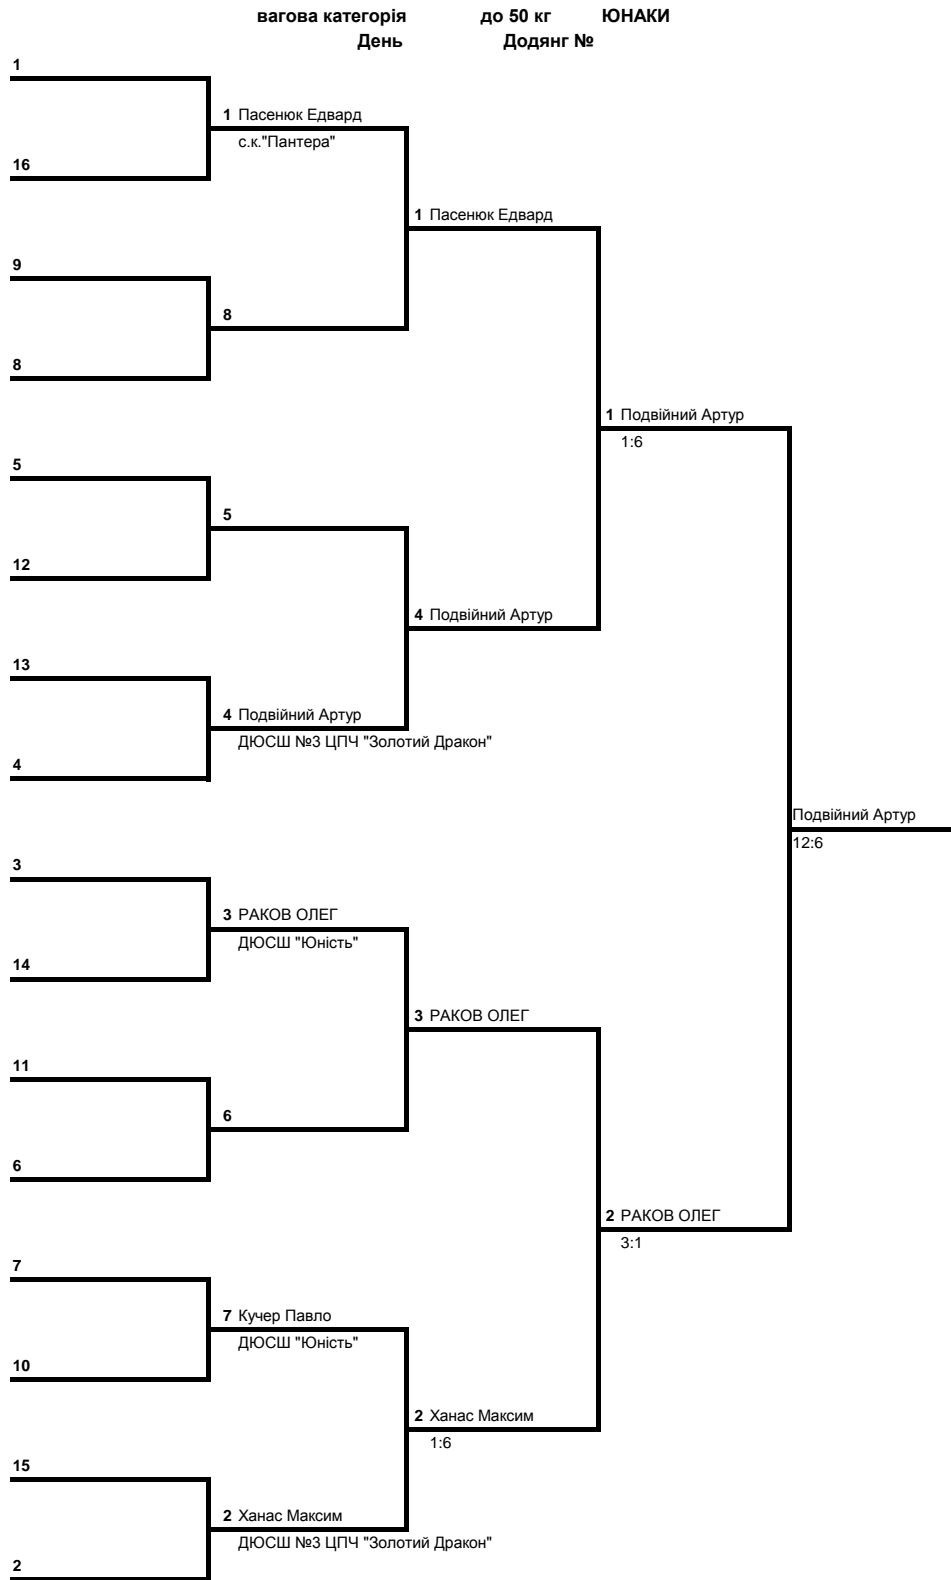 вагова категорія до 50 кг ЮНАКИ
День Додянг №
1
1 Пасенюк Едвард
с.к."Пантера"
16
1 Пасенюк Едвард
9
8
8
1 Подвійний Артур
1:6
5
5
12
4 Подвійний Артур
13
4 Подвійний Артур
ДЮСШ №3 ЦПЧ "Золотий Дракон"
4
Подвійний Артур
12:6
3
3 РАКОВ ОЛЕГ
ДЮСШ "Юність"
14
3 РАКОВ ОЛЕГ
11
6
6
2 РАКОВ ОЛЕГ
3:1
7
7 Кучер Павло
ДЮСШ "Юність"
10
2 Ханас Максим
1:6
15
2 Ханас Максим
ДЮСШ №3 ЦПЧ "Золотий Дракон"
2